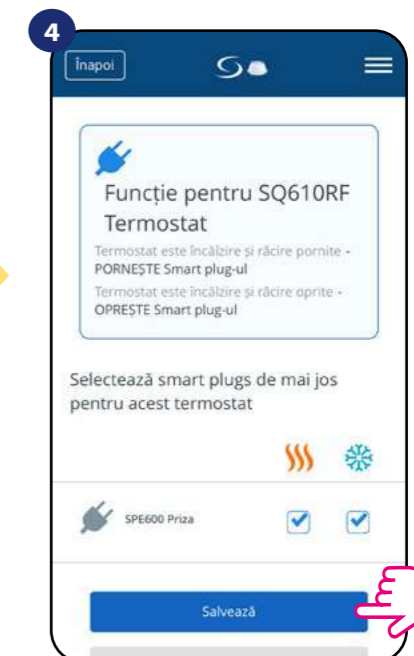 4
Înapoi
Funcție pentru SQ610RF
Termostat
Termostat este încălzire și răcire pornite -
PORNEȘTE Smart plug-ul
Termostat este încălzire și răcire oprite -
OPREȘTE Smart plug-ul
Selectează smart plugs de mai jos
pentru acest termostat
SPE600 Priza
Salvează